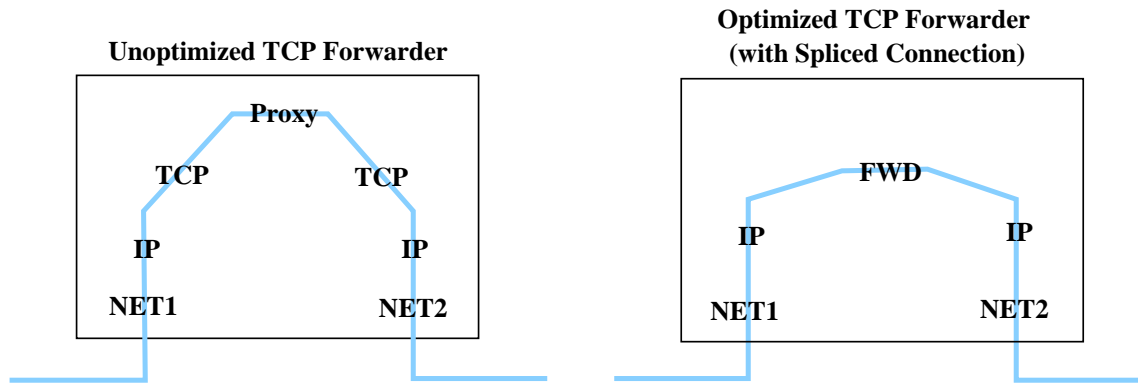 Unoptimized TCP Forwarder
Proxy
TCP TCP
IP IP
NET1 NET2
Optimized TCP Forwarder
(with Spliced Connection)
FWD
IP IP
NET1 NET2